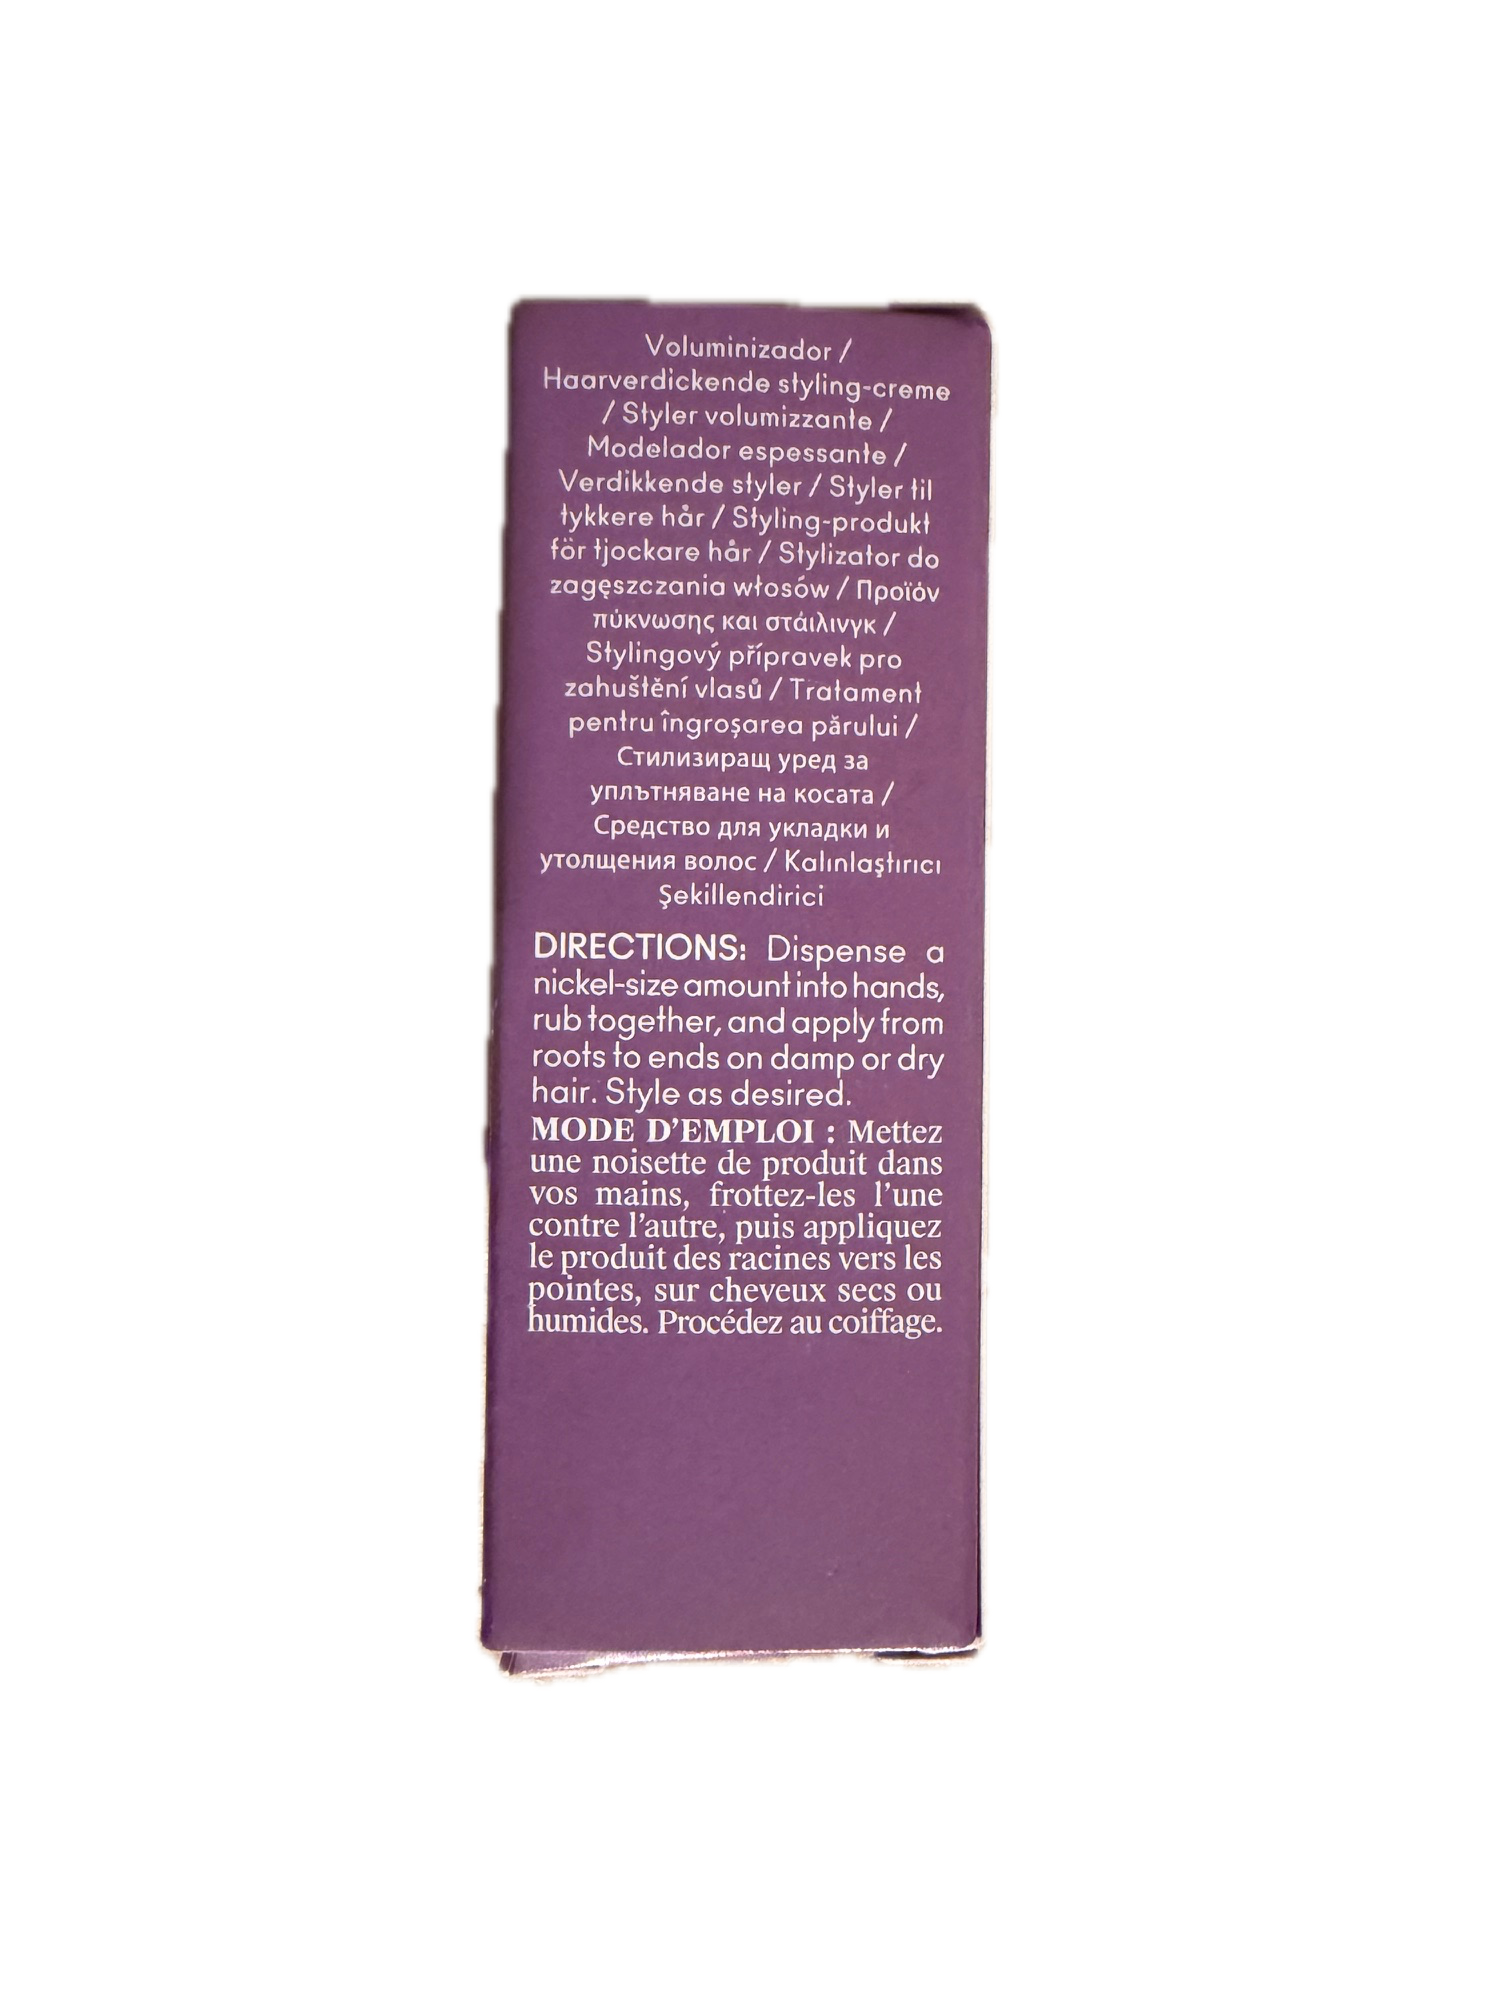 Voluminizador /
Haarverdickende styling-creme
/ Styler volumizzante /
Modelador espessante /
Verdikkende styler / Styler til
tykkere hår / Styling-produkt
för tjockare hår / Stylizator do
zagęszczania włosów / Προϊόν
πύκνωσης και στάιλινγκ /
Stylingový přípravek pro
zahuštění vlasů / Tratament
pentru îngroșarea părului /
Стилизиращ уред за
уплътняване на косата /
Средство для укладки и
утолщения волос / Kalınlaştırıcı
Şekillendirici
DIRECTIONS: Dispense a
nickel-size amount into hands,
rub together, and apply from
roots to ends on damp or dry
hair. Style as desired.
MODE D'EMPLOI : Mettez
une noisette de produit dans
vos mains, frottez-les l'une
contre l'autre, puis appliquez
le produit des racines vers les
pointes, sur cheveux secs ou
humides. Procédez au coiffage.